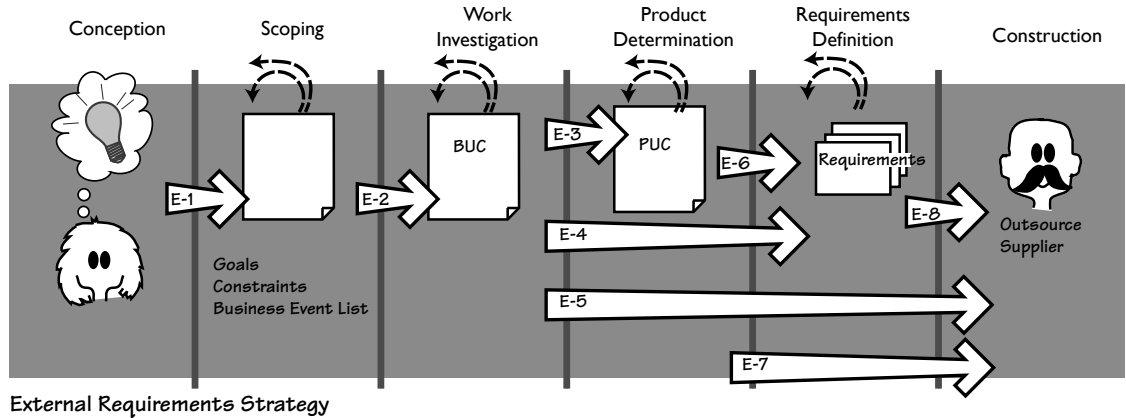 Conception
Scoping
Work
Investigation
Product
Determination
Requirements
Definition
Construction
E-1
E-2
BUC
E-3
PUC
E-6
Requirements
E-8
E-4
Outsource
Supplier
Goals
Constraints
Business Event List
E-5
E-7
External Requirements Strategy